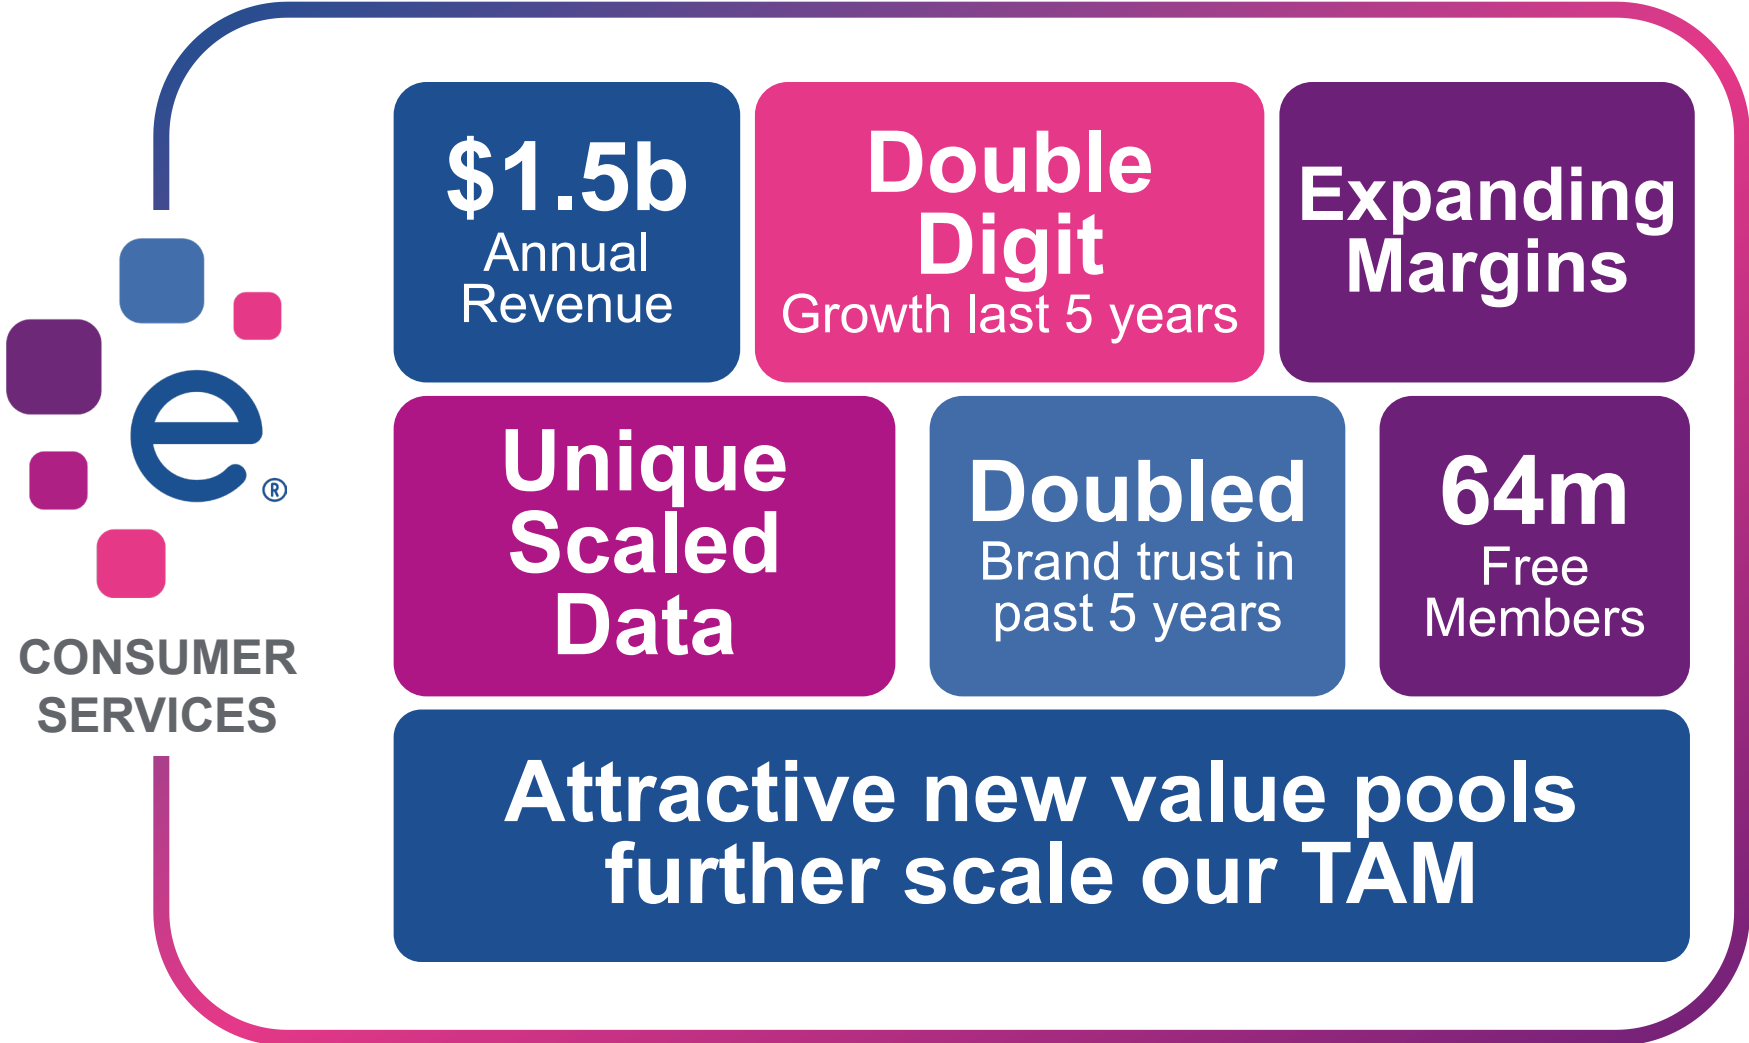 $1.5b
Annual
Revenue
Double
Digit
Growth last 5 years
Expanding
Margins
e.®
CONSUMER
SERVICES
Unique
Scaled
Data
Doubled
Brand trust in
past 5 years
64m
Free
Members
Attractive new value pools
further scale our TAM